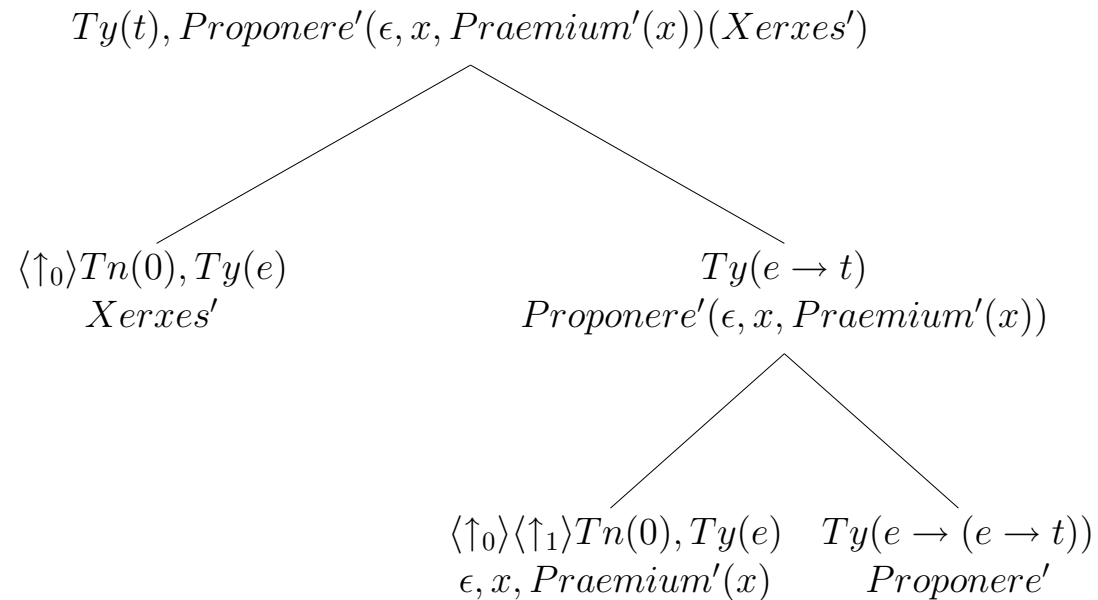 Ty(t), Proponere′(ϵ, x, Praemium′(x))(Xerxes′)
⟨↑₀⟩Tn(0), Ty(e)
Xerxes′
Ty(e → t)
Proponere′(ϵ, x, Praemium′(x))
⟨↑₀⟩⟨↑₁⟩Tn(0), Ty(e)
ϵ, x, Praemium′(x)
Ty(e → (e → t))
Proponere′